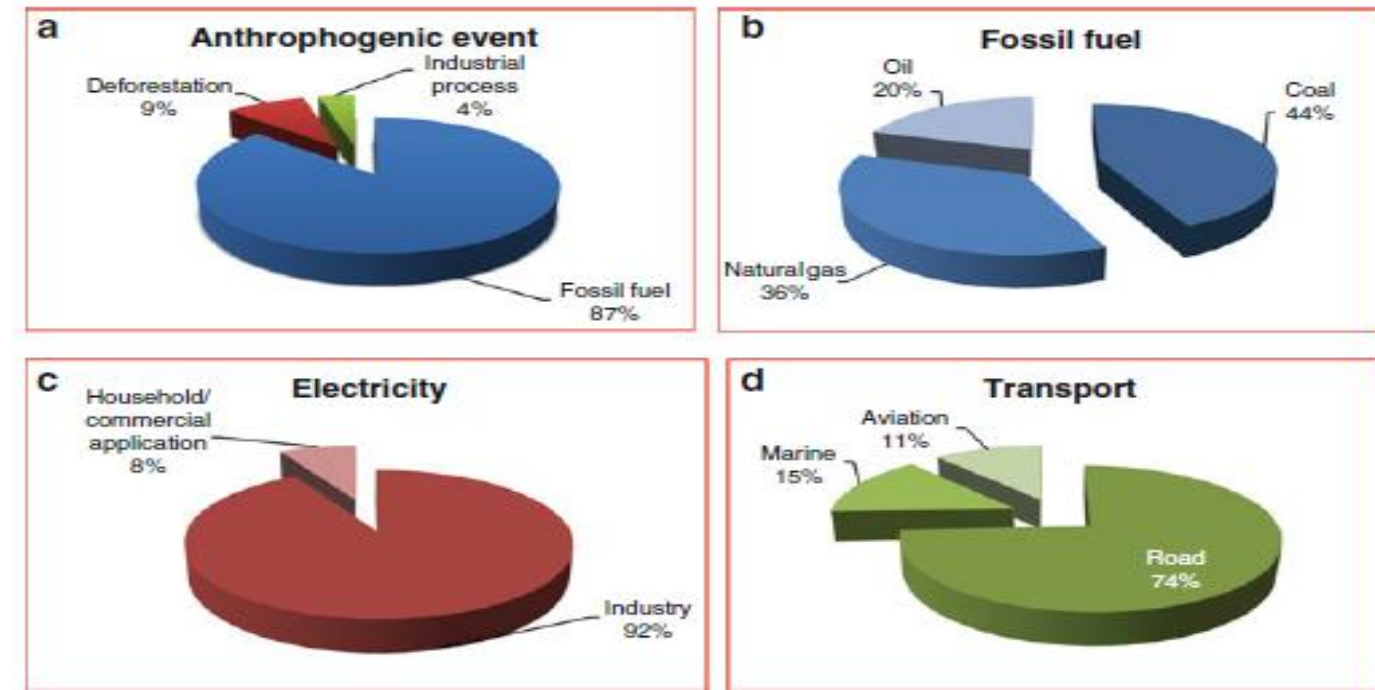 a
Anthrophogenic event
Deforestation
9%
Industrial
process
4%
Fossil fuel
87%
b
Fossil fuel
Oil
20%
Coal
44%
Natural gas
36%
c
Electricity
Household/
commercial
application
8%
Industry
92%
d
Transport
Aviation
11%
Marine
15%
Road
74%